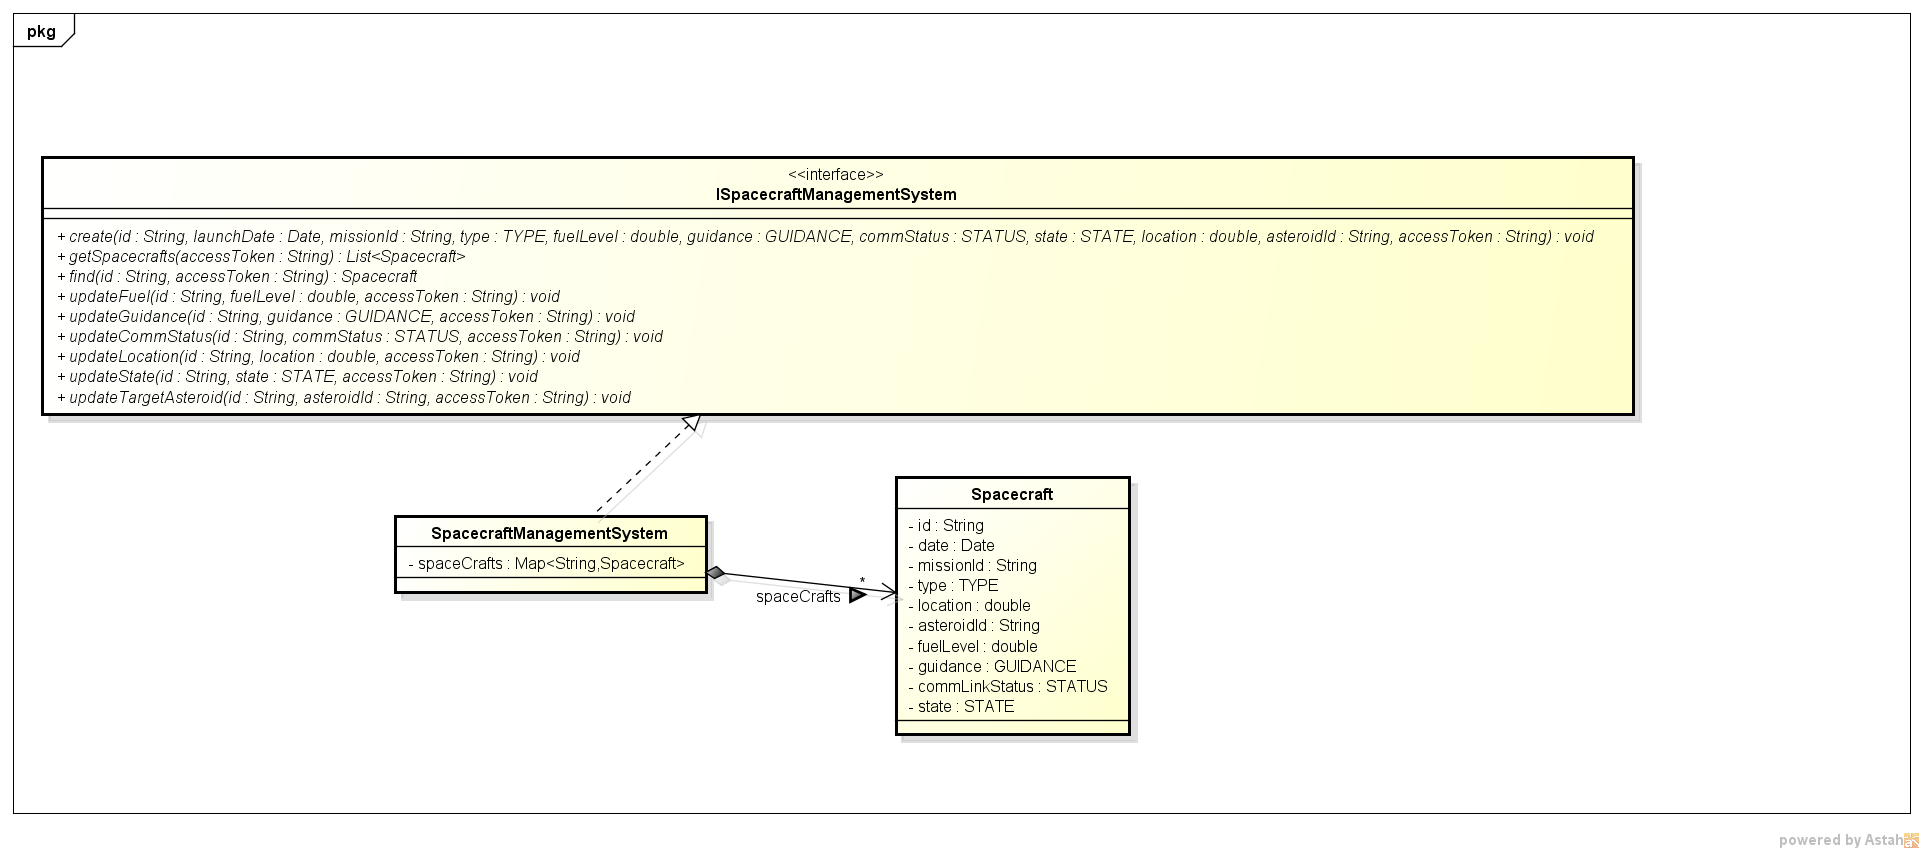 pkg
<<interface>>
ISpacecraftManagementSystem
+ create(id : String, launchDate : Date, missionId : String, type : TYPE, fuelLevel : double, guidance : GUIDANCE, commStatus : STATUS, state : STATE, location : double, asteroidId : String, accessToken : String) : void
+ getSpacecrafts(accessToken : String) : List<Spacecraft>
+ find(id : String, accessToken : String) : Spacecraft
+ updateFuel(id : String, fuelLevel : double, accessToken : String) : void
+ updateGuidance(id : String, guidance : GUIDANCE, accessToken : String) : void
+ updateCommStatus(id : String, commStatus : STATUS, accessToken : String) : void
+ updateLocation(id : String, location : double, accessToken : String) : void
+ updateState(id : String, state : STATE, accessToken : String) : void
+ updateTargetAsteroid(id : String, asteroidId : String, accessToken : String) : void
SpacecraftManagementSystem
- spaceCrafts : Map<String,Spacecraft>
*
spaceCrafts
Spacecraft
- id : String
- date : Date
- missionId : String
- type : TYPE
- location : double
- asteroidId : String
- fuelLevel : double
- guidance : GUIDANCE
- commLinkStatus : STATUS
- state : STATE
powered by Astah